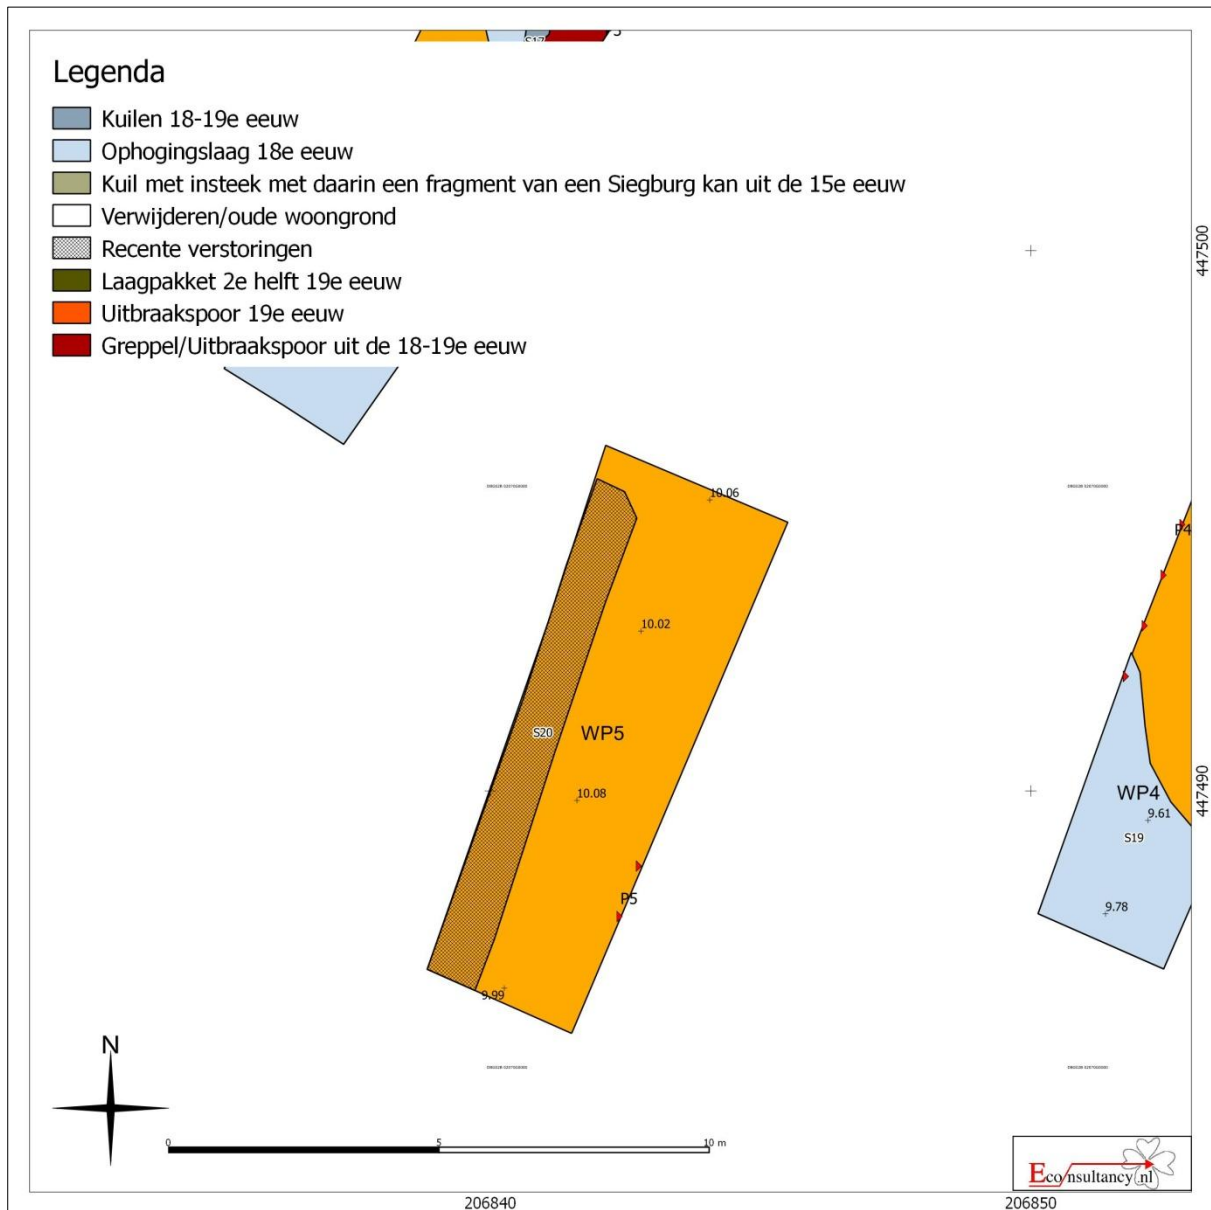 S17
Legenda
Kuilen 18-19e eeuw
Ophogingslaag 18e eeuw
Kuil met insteek met daarin een fragment van een Siegburg kan uit de 15e eeuw
Verwijderen/oude woongrond
Recente verstoringen
Laagpakket 2e helft 19e eeuw
Uitbraakspoor 19e eeuw
Greppel/Uitbraakspoor uit de 18-19e eeuw
447500
10.06
P4
10.02
S20
WP5
10.08
447490
WP4
9.61
S19
P5
9.78
9.99
N
0
5
10 m
Econsultancy.nl
206840
206850